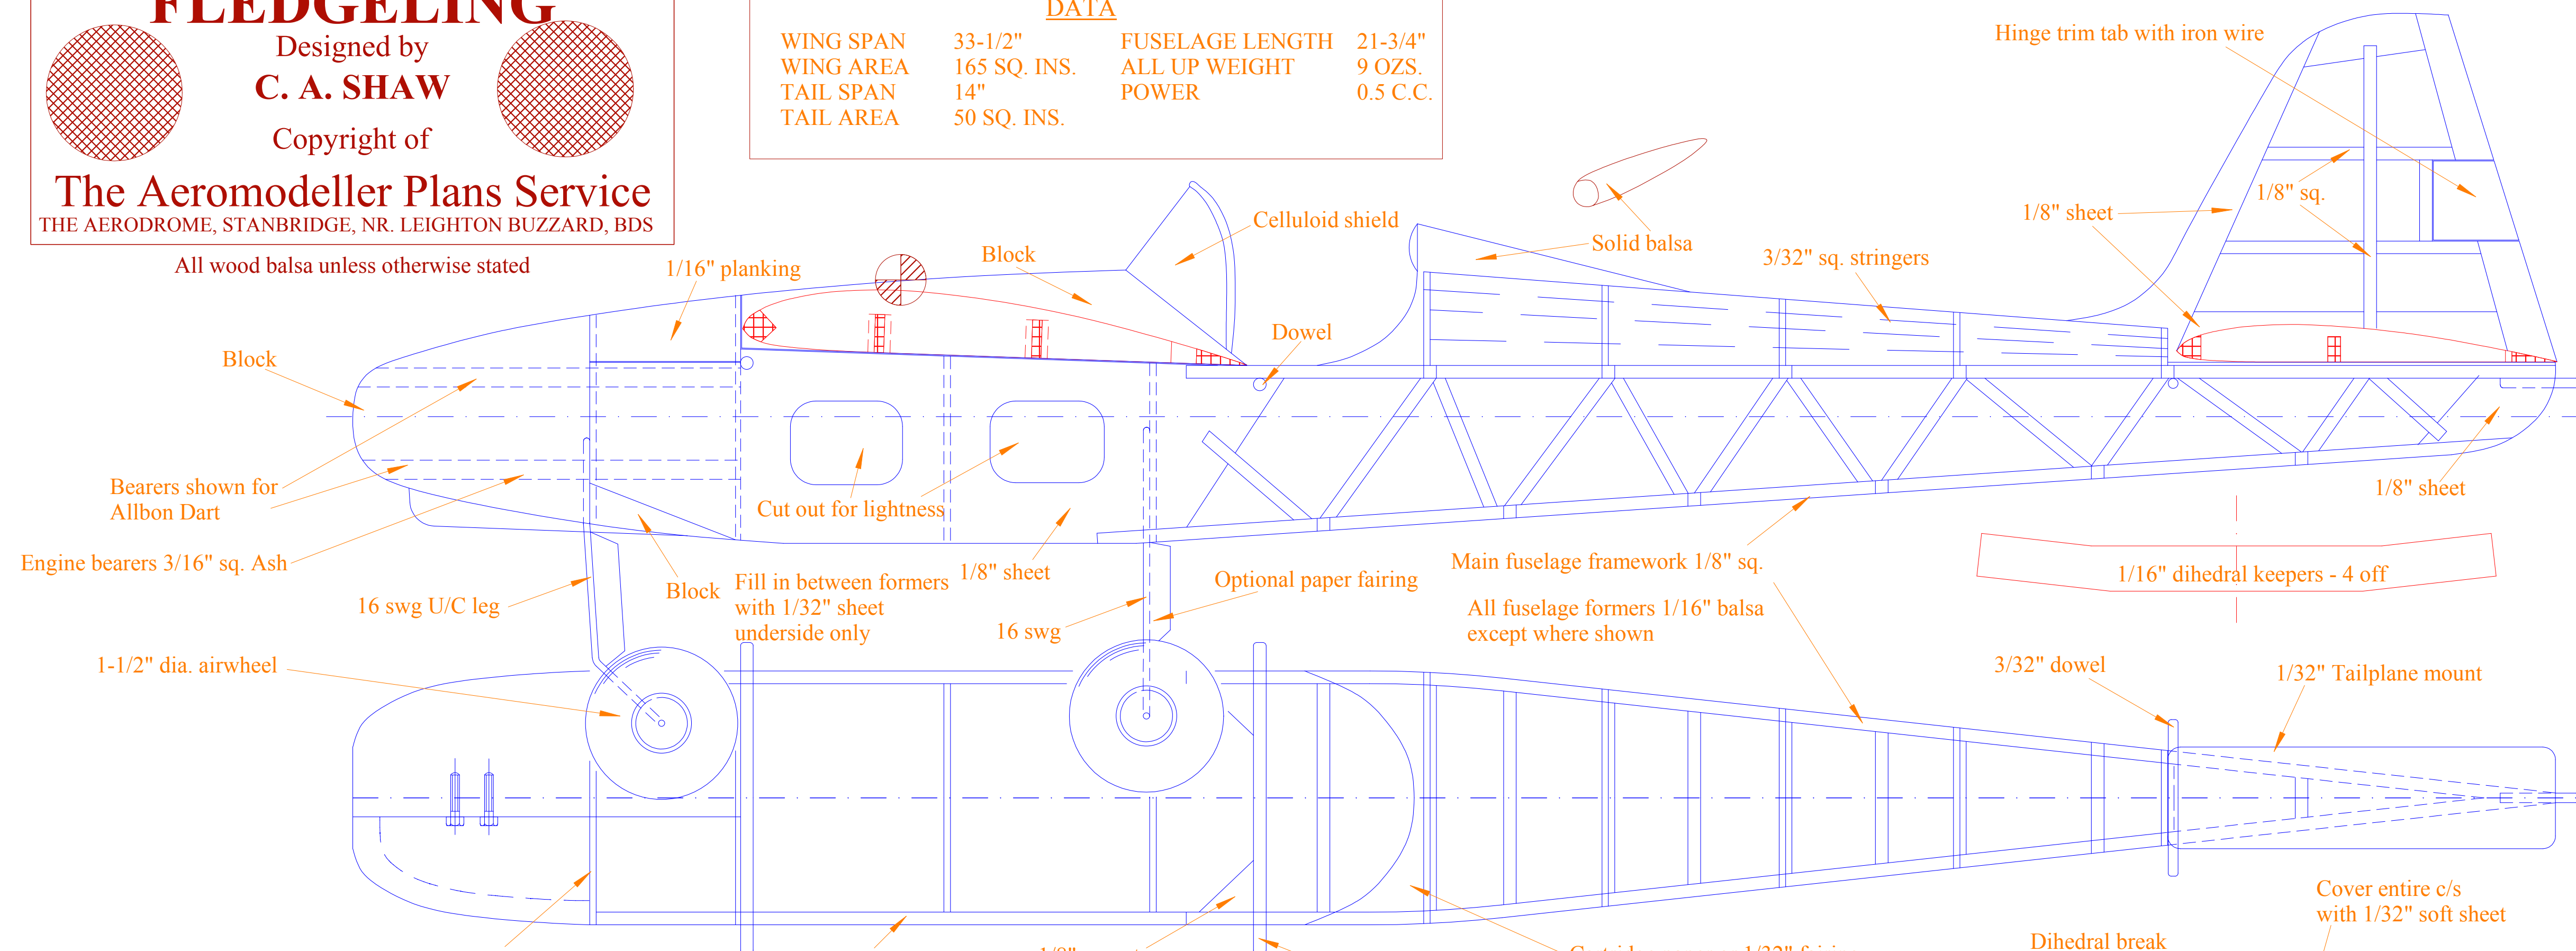 FLEDGELING
Designed by
C. A. SHAW
Copyright of
The Aeromodeller Plans Service
THE AERODROME, STANBRIDGE, NR. LEIGHTON BUZZARD, BDS
All wood balsa unless otherwise stated
DATA
WING SPAN 33-1/2" FUSELAGE LENGTH 21-3/4"
WING AREA 165 SQ. INS. ALL UP WEIGHT 9 OZS.
TAIL SPAN 14" POWER 0.5 C.C.
TAIL AREA 50 SQ. INS.
Hinge trim tab with iron wire
1/8" sq.
1/8" sheet
Celluloid shield
Solid balsa
Block
3/32" sq. stringers
1/16" planking
Dowel
Block
Bearers shown for
Allbon Dart
Cut out for lightness
1/8" sheet
Engine bearers 3/16" sq. Ash
Main fuselage framework 1/8" sq.
1/16" dihedral keepers - 4 off
1/8" sheet
Optional paper fairing
Block
Fill in between formers
with 1/32" sheet
underside only
16 swg U/C leg
16 swg
All fuselage formers 1/16" balsa
except where shown
1-1/2" dia. airwheel
3/32" dowel
1/32" Tailplane mount
Cover entire c/s
with 1/32" soft sheet
Dihedral break